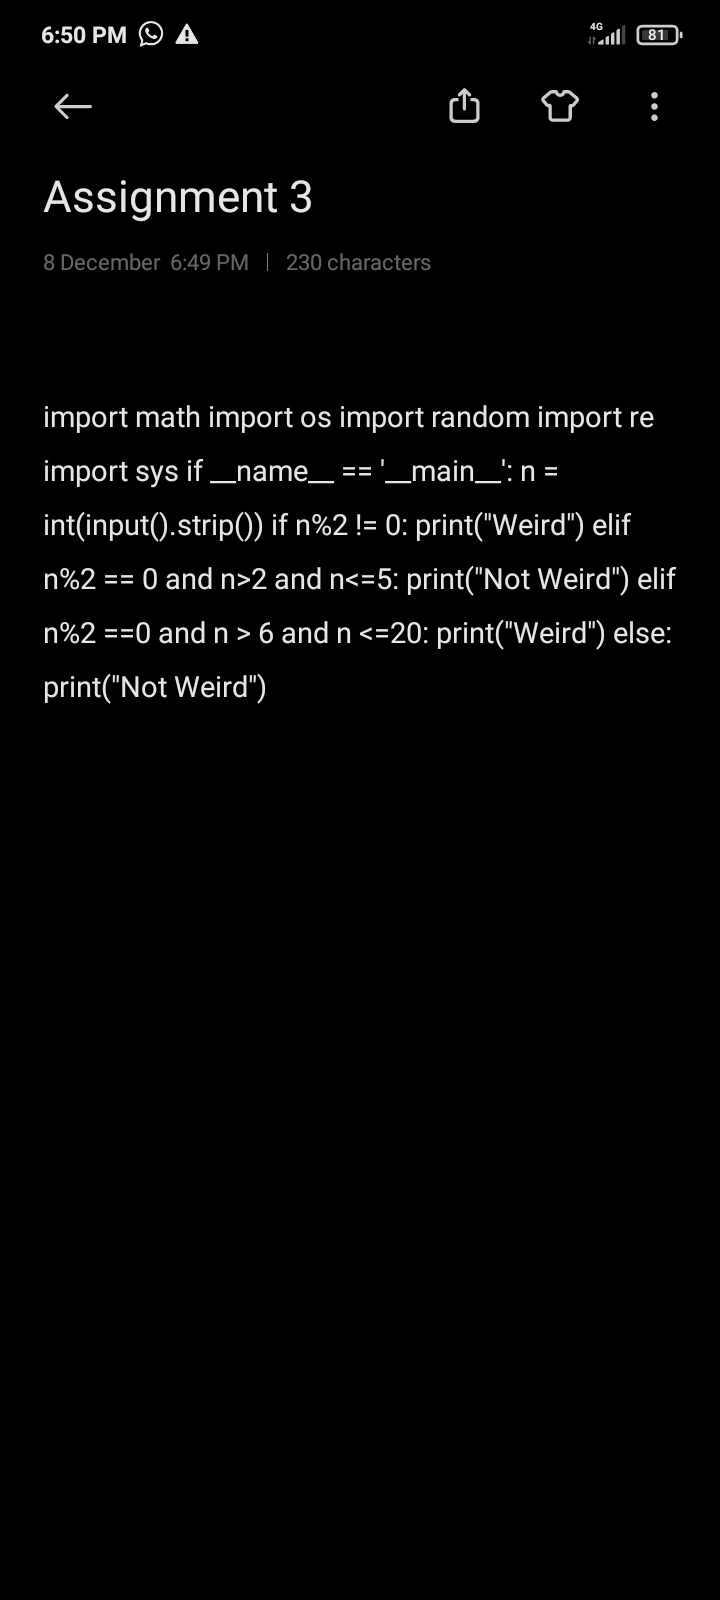 6:50 PM
4G
81
Assignment 3
8 December 6:49 PM | 230 characters
import math import os import random import re
import sys if __name__ == '__main__': n =
int(input().strip()) if n%2 != 0: print("Weird") elif
n%2 == 0 and n>2 and n<=5: print("Not Weird") elif
n%2 ==0 and n > 6 and n <=20: print("Weird") else:
print("Not Weird")